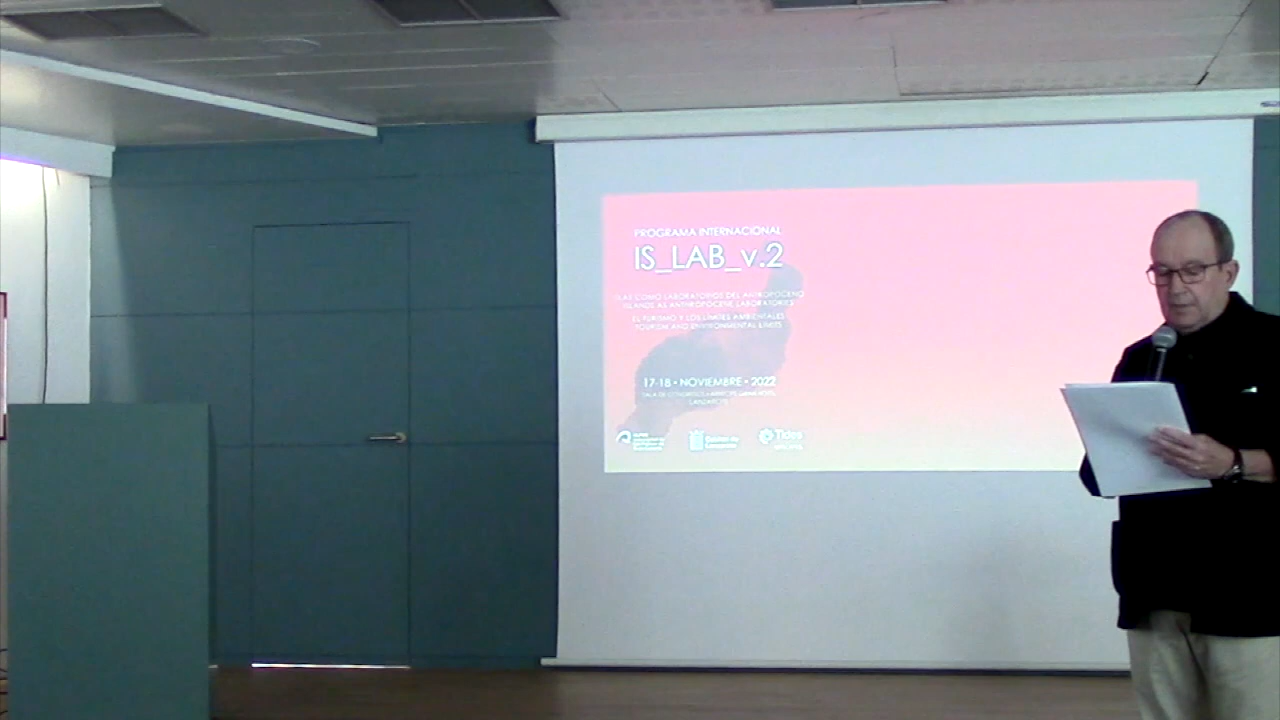 PROGRAMA INTERNACIONAL
IS_LAB_v.2
COMO LABORATORIOS DEL ANTROPOCENO
ISLANDS AS ANTHROPOCENE LABORATORIES
EL TURISMO Y LOS LÍMITES AMBIENTALES
TOURISM AND ENVIRONMENTAL LIMITS
17-18 • NOVIEMBRE • 2022
LANZAROTE
Tides